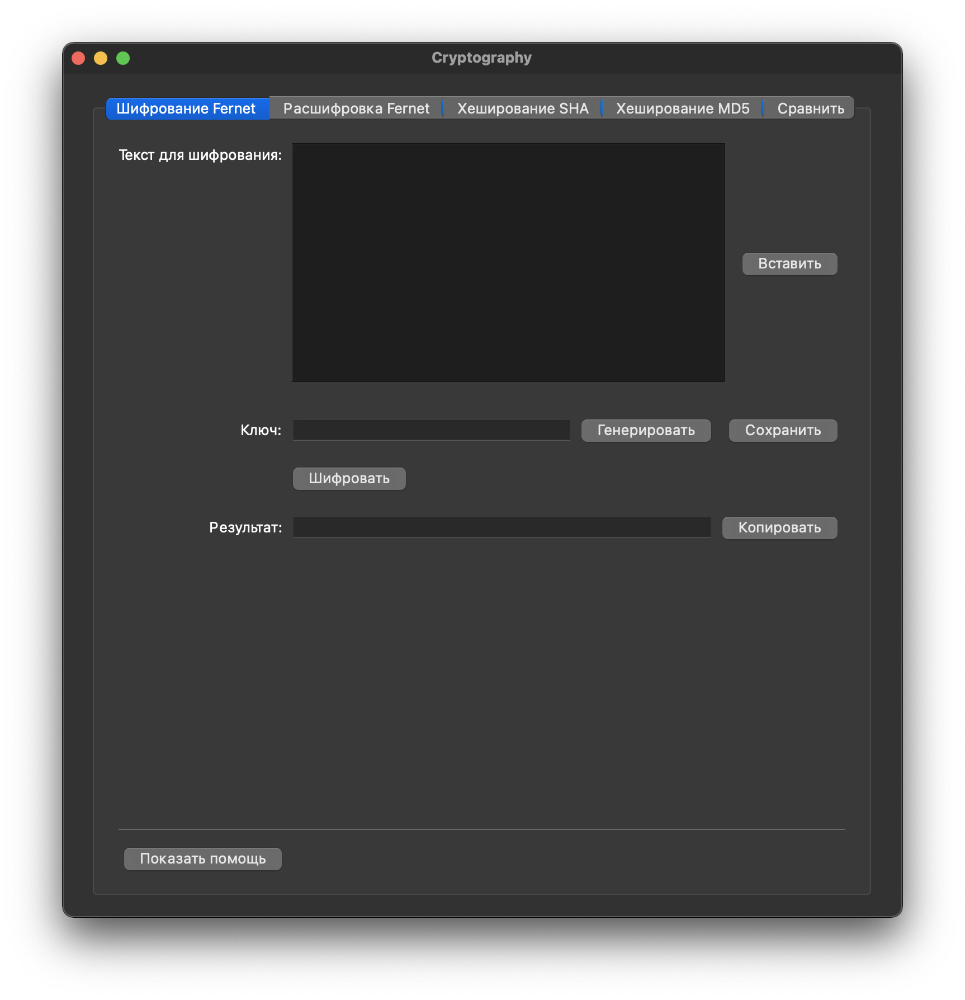 Cryptography
Шифрование Fernet Расшифровка Fernet Хеширование SHA Хеширование MD5 Сравнить
Текст для шифрования:
Вставить
Ключ: Генерировать Сохранить
Шифровать
Результат: Копировать
Показать помощь